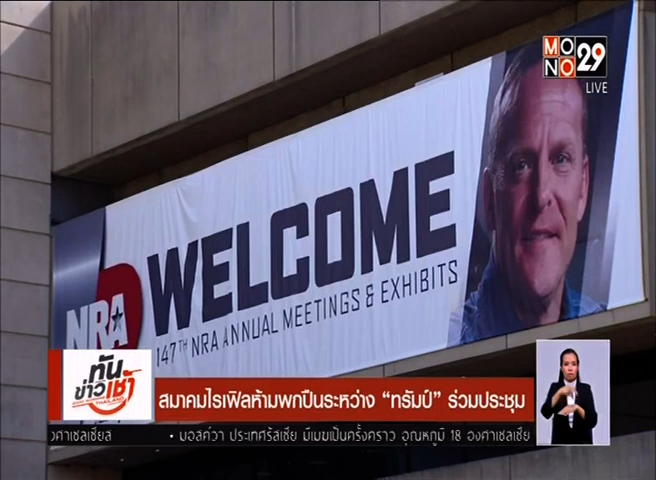 MONO 29
LIVE
WELCOME
147TH NRA ANNUAL MEETINGS & EXHIBITS
NRA
ทันข่าวเช้า
สมาคมไรเฟิลห้ามพกปืนระหว่าง “ทรัมป์” ร่วมประชุม
งศาเซลเซียส • มอสค์วา ประเทศรัสเซีย มีเมฆเป็นครั้งคราว อุณหภูมิ 18 องศาเซลเซียส